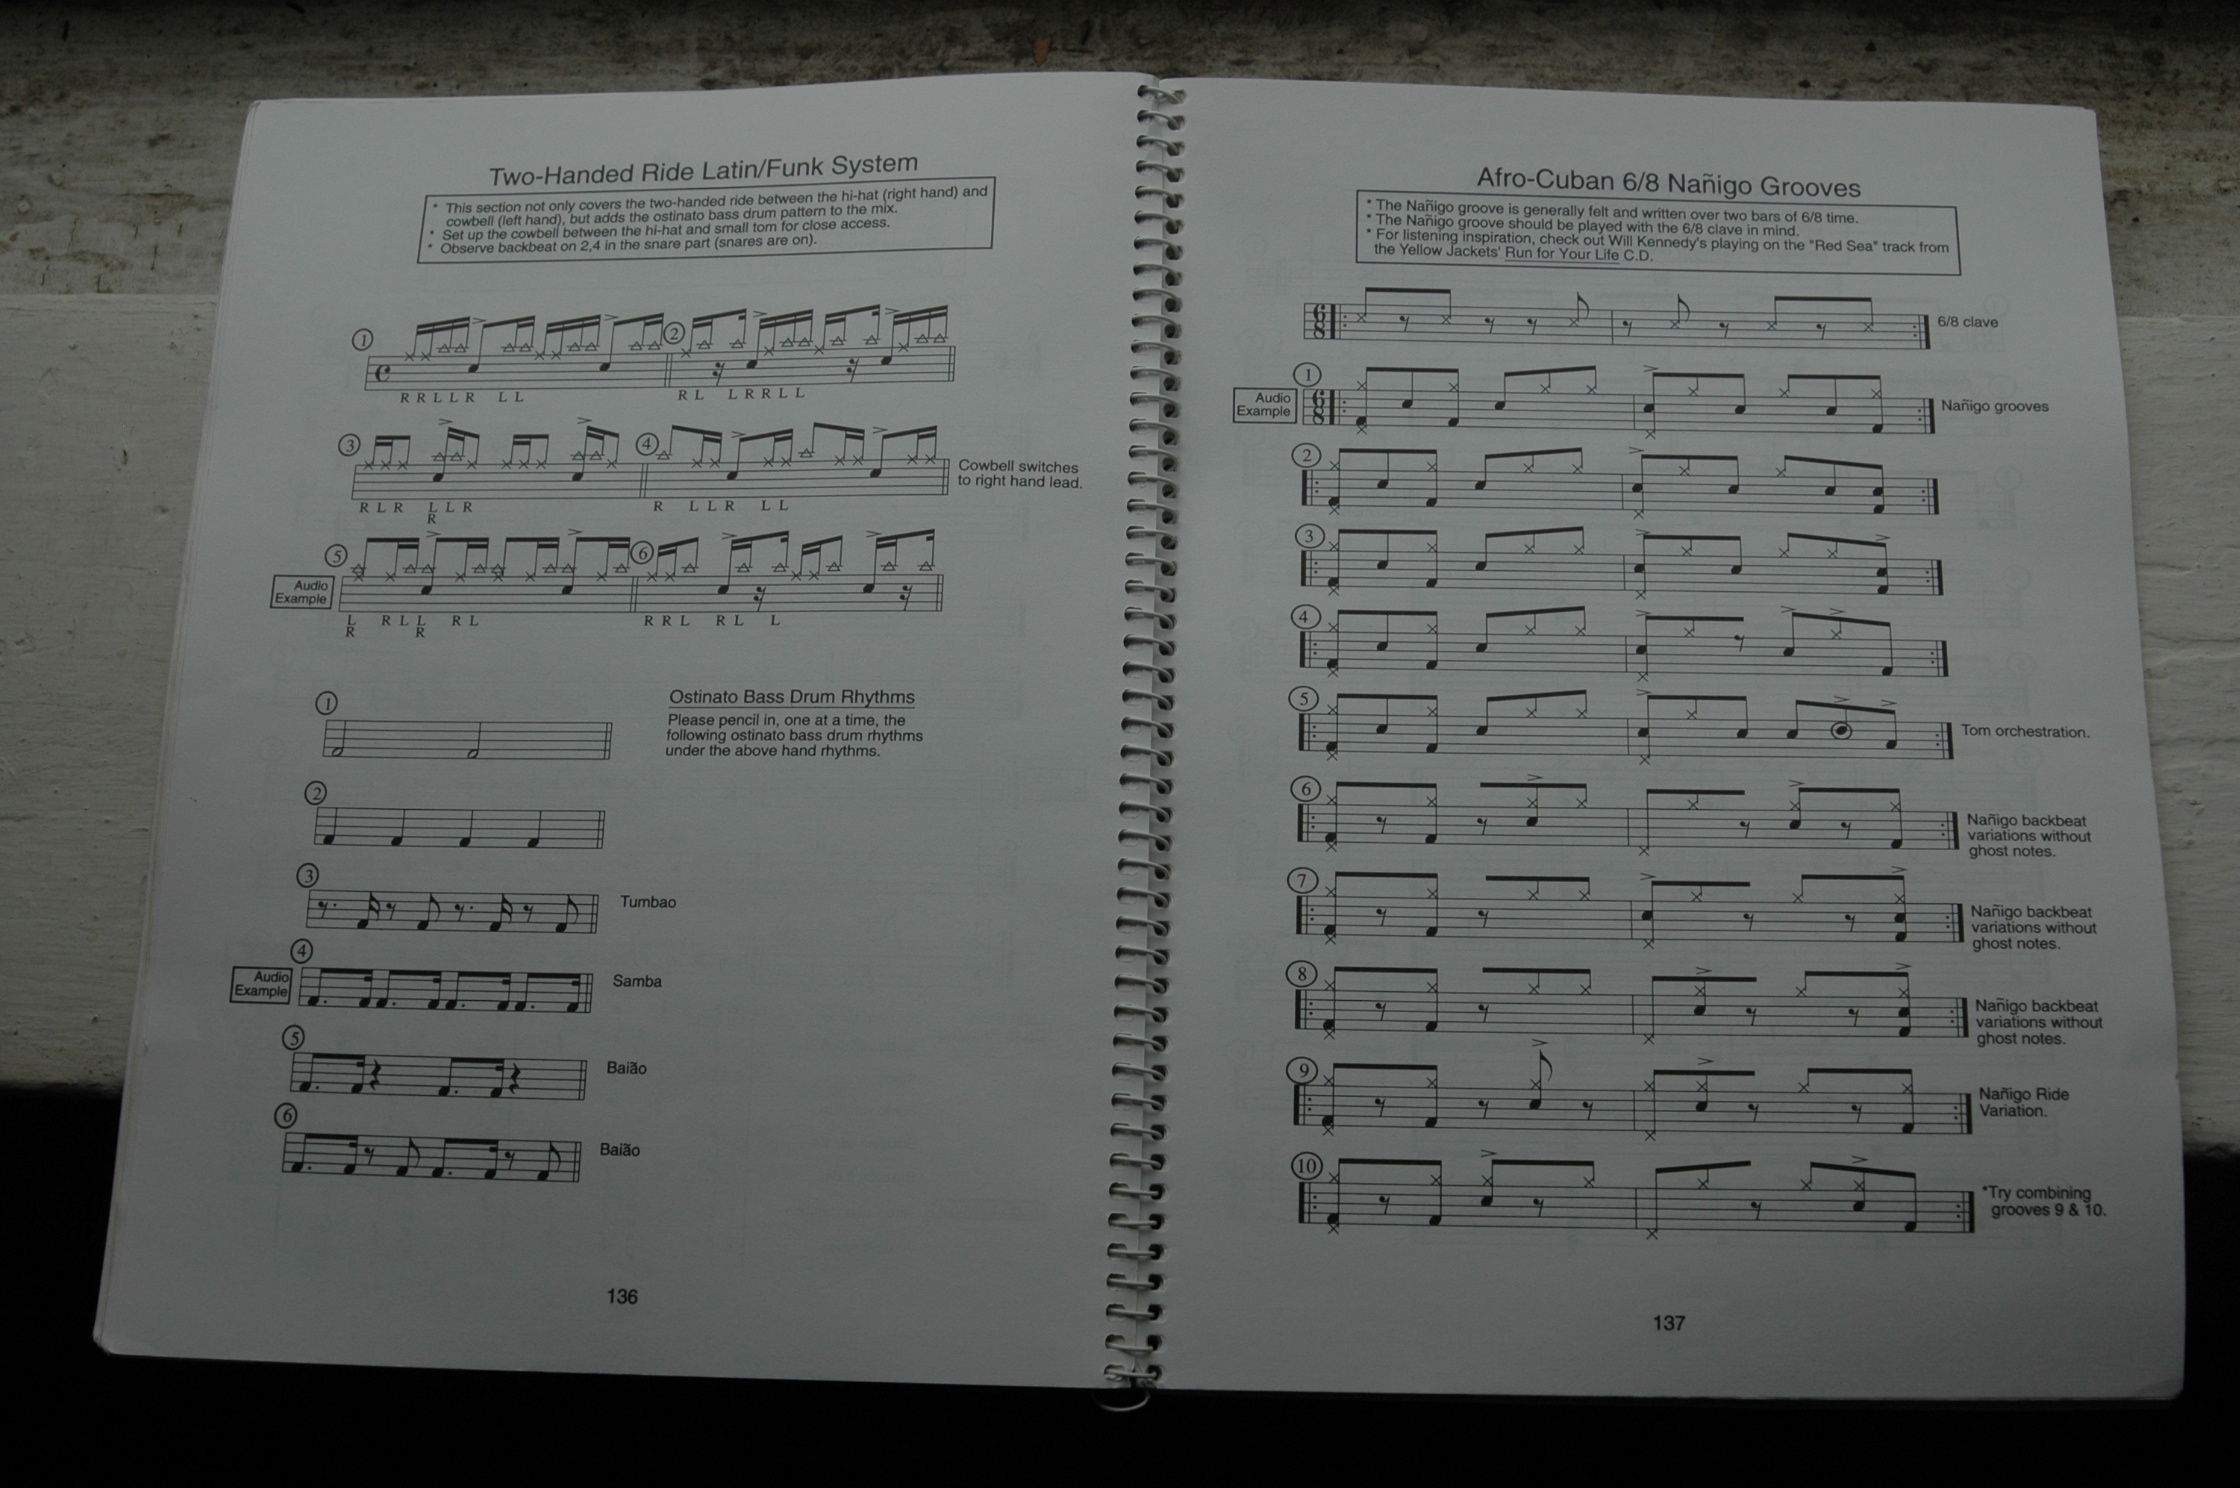 Two-Handed Ride Latin/Funk System
* This section not only covers the two-handed ride between the hi-hat (right hand) and
cowbell (left hand), but adds the ostinato bass drum pattern to the mix.
* Set up the cowbell between the hi-hat and small tom for close access.
* Observe backbeat on 2,4 in the snare part (snares are on).
1
2
R R L L R L L
R L L R R L L
3
4
Cowbell switches
to right hand lead.
R L R L L R
R
R L L R L L
5
6
Audio
Example
L R L L R L
R R
R R L R L L
Ostinato Bass Drum Rhythms
Please pencil in, one at a time, the
following ostinato bass drum rhythms
under the above hand rhythms.
1
2
3
Tumbao
4
Audio
Example
Samba
5
Baião
6
Baião
136
Afro-Cuban 6/8 Nañigo Grooves
* The Nañigo groove is generally felt and written over two bars of 6/8 time.
* The Nañigo groove should be played with the 6/8 clave in mind.
* For listening inspiration, check out Will Kennedy's playing on the "Red Sea" track from
the Yellow Jackets' Run for Your Life C.D.
6
8
6/8 clave
1
Audio
Example
6
8
Nañigo grooves
2
3
4
5
Tom orchestration.
6
Nañigo backbeat
variations without
ghost notes.
7
Nañigo backbeat
variations without
ghost notes.
8
Nañigo backbeat
variations without
ghost notes.
9
Nañigo Ride
Variation.
10
*Try combining
grooves 9 & 10.
137